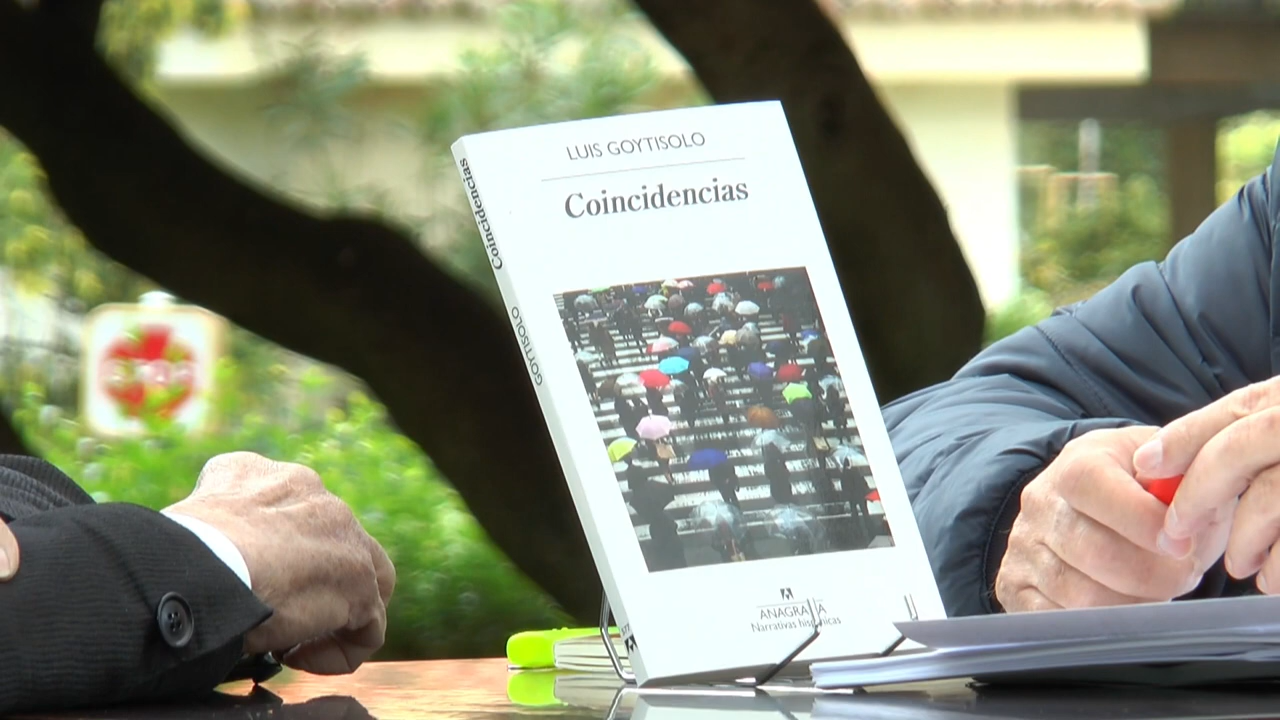 LUIS GOYTISOLO
Coincidencias
Coincidencias
GOYTISOLO
ANAGRAMA
Narrativas hispánicas